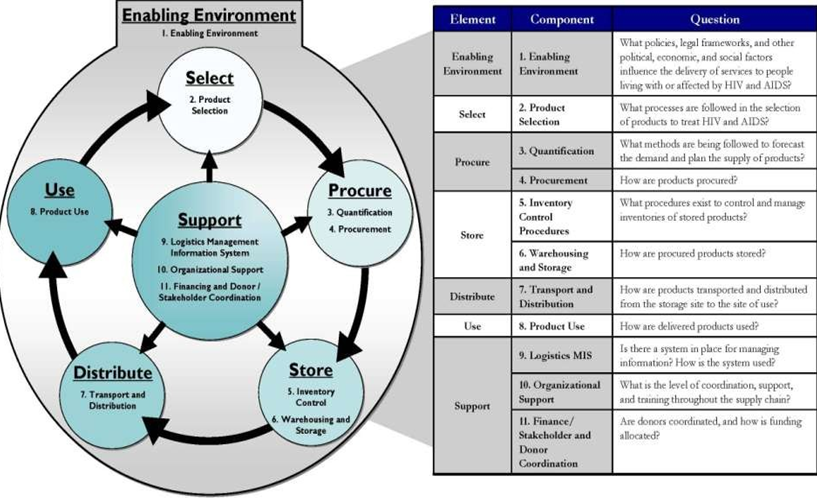 Enabling Environment
1. Enabling Environment
Select
2. Product
Selection
Procure
3. Quantification
4. Procurement
Store
5. Inventory
Control
6. Warehousing and
Storage
Distribute
7. Transport and
Distribution
Use
8. Product Use
Support
9. Logistics Management
Information System
10. Organizational Support
11. Financing and Donor /
Stakeholder Coordination
Element Component Question
Enabling
Environment
1. Enabling
Environment
What policies, legal frameworks, and other
political, economic, and social factors
influence the delivery of services to people
living with or affected by HIV and AIDS?
Select
2. Product
Selection
What processes are followed in the selection
of products to treat HIV and AIDS?
Procure
3. Quantification
What methods are being followed to forecast
the demand and plan the supply of products?
4. Procurement
How are products procured?
Store
5. Inventory
Control
Procedures
What procedures exist to control and manage
inventories of stored products?
6. Warehousing
and Storage
How are procured products stored?
Distribute
7. Transport and
Distribution
How are products transported and distributed
from the storage site to the site of use?
Use
8. Product Use
How are delivered products used?
Support
9. Logistics MIS
Is there a system in place for managing
information? How is the system used?
10. Organizational
Support
What is the level of coordination, support,
and training throughout the supply chain?
11. Finance/
Stakeholder and
Donor
Coordination
Are donors coordinated, and how is funding
allocated?